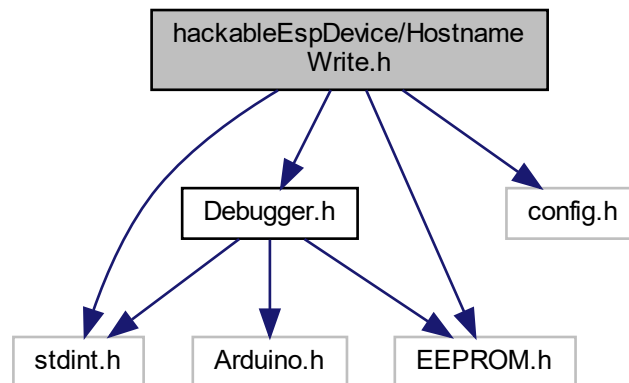 hackableEspDevice/Hostname
Write.h
Debugger.h
config.h
stdint.h
Arduino.h
EEPROM.h